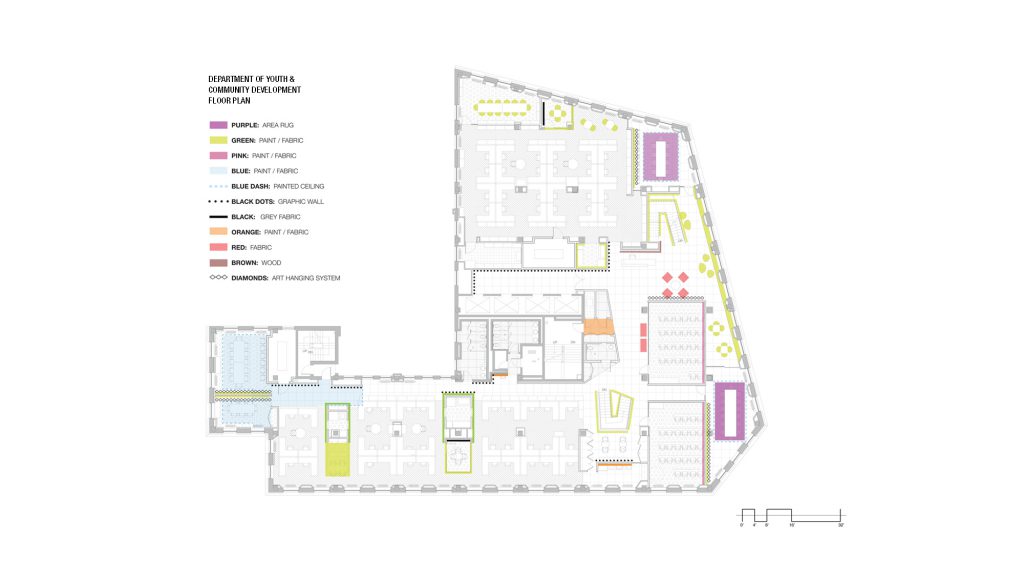 DEPARTMENT OF YOUTH &
COMMUNITY DEVELOPMENT
FLOOR PLAN
PURPLE: AREA RUG
GREEN: PAINT / FABRIC
PINK: PAINT / FABRIC
BLUE: PAINT / FABRIC
BLUE DASH: PAINTED CEILING
BLACK DOTS: GRAPHIC WALL
BLACK: GREY FABRIC
ORANGE: PAINT / FABRIC
RED: FABRIC
BROWN: WOOD
DIAMONDS: ART HANGING SYSTEM
0' 4' 8' 16' 32'